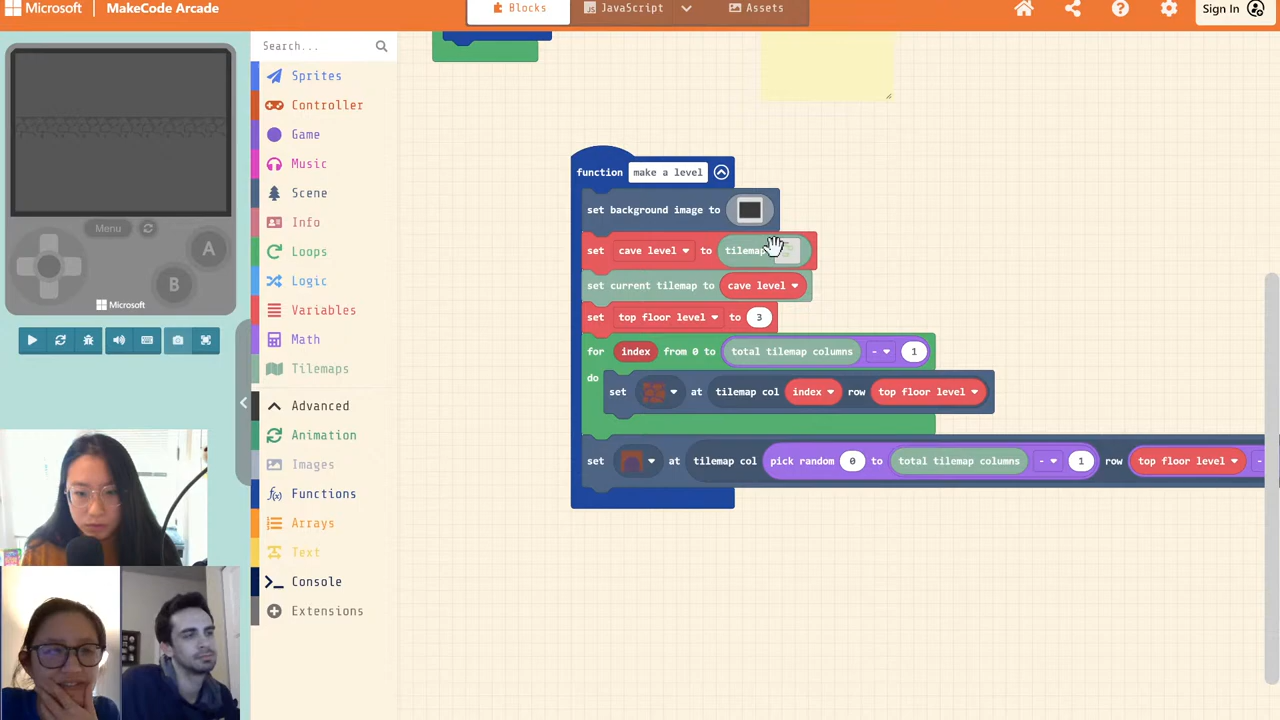 Microsoft MakeCode Arcade Blocks JavaScript Assets Sign In
Search...
Sprites
Controller
Game
Music
Scene
Info
Loops
Logic
Variables
Math
Tilemaps
Advanced
Animation
Images
Functions
Arrays
Text
Console
Extensions
Menu
A
B
Microsoft
function make a level
set background image to
set cave level to tilemap
set current tilemap to cave level
set top floor level to 3
for index from 0 to total tilemap columns - 1
do set at tilemap col index row top floor level
set at tilemap col pick random 0 to total tilemap columns - 1 row top floor level -